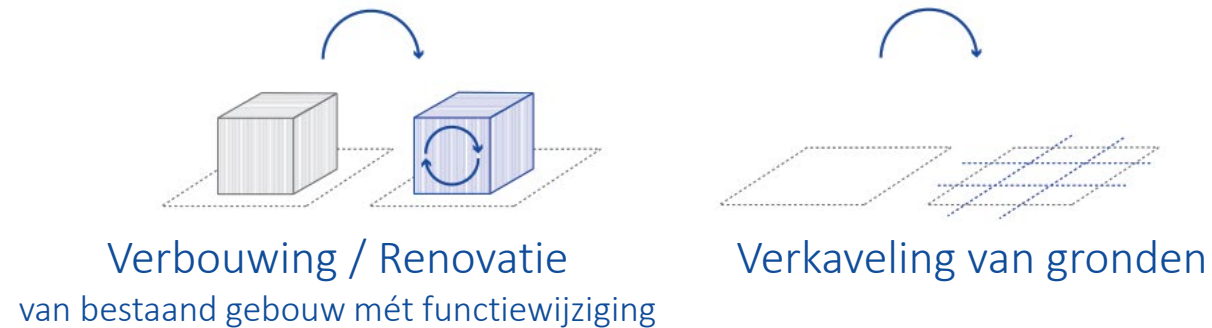 Verbouwing / Renovatie
van bestaand gebouw mét functiewijziging
Verkaveling van gronden